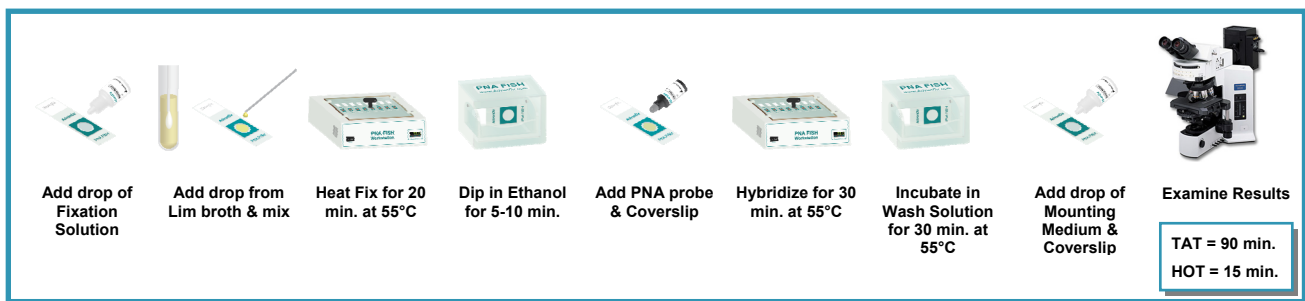 PNA FISH
PNA FISH
PNA FISH
Workstation
PNA FISH
Workstation
Add drop of
Fixation
Solution
Add drop from
Lim broth & mix
Heat Fix for 20
min. at 55°C
Dip in Ethanol
for 5-10 min.
Add PNA probe
& Coverslip
Hybridize for 30
min. at 55°C
Incubate in
Wash Solution
for 30 min. at
55°C
Add drop of
Mounting
Medium &
Coverslip
Examine Results
TAT = 90 min.
HOT = 15 min.